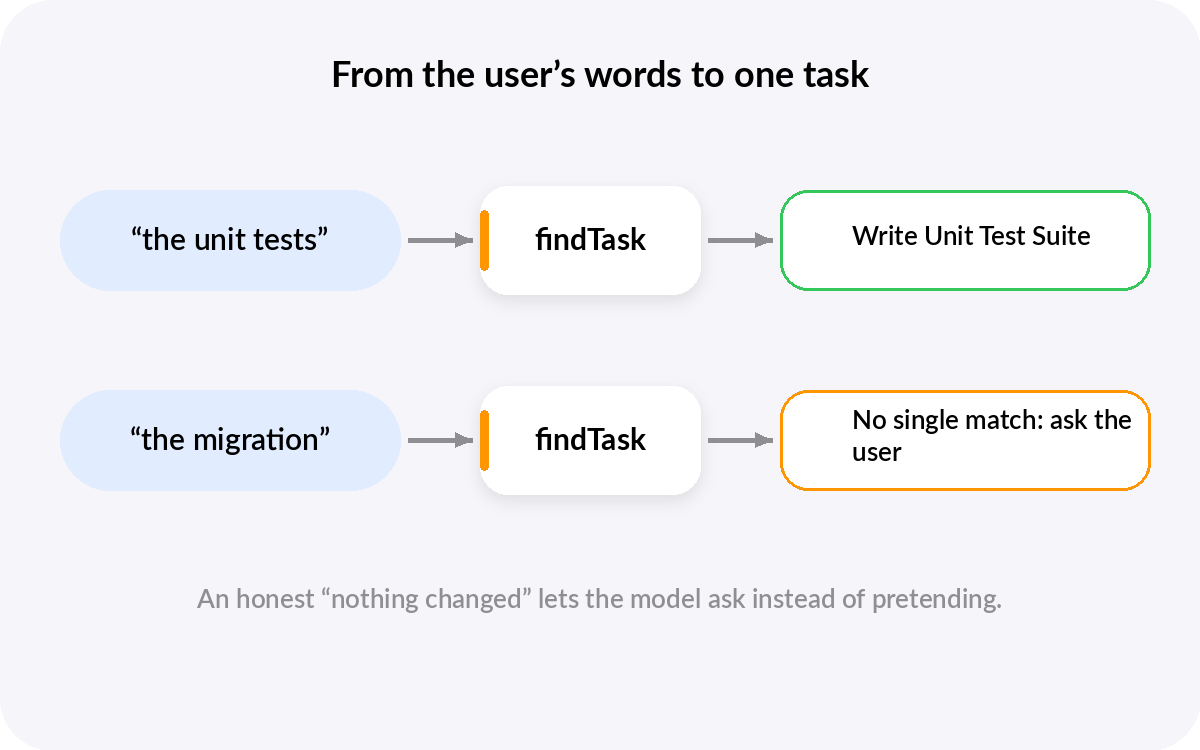 From the user’s words to one task
“the unit tests”
findTask
Write Unit Test Suite
“the migration”
findTask
No single match: ask the
user
An honest “nothing changed” lets the model ask instead of pretending.